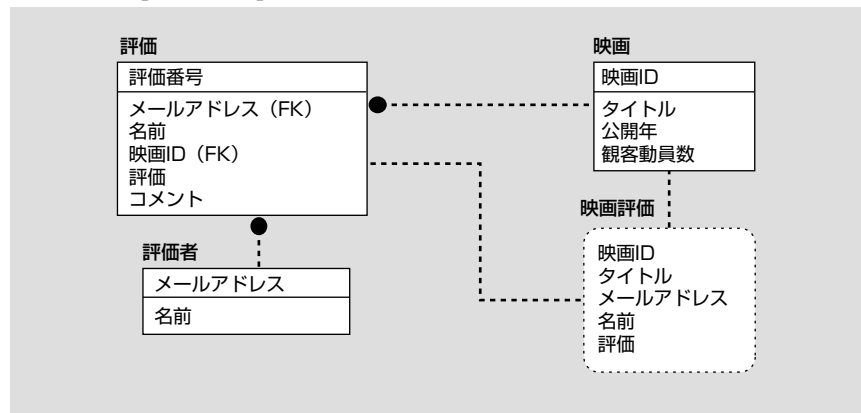 評価
評価番号
メールアドレス（FK）
名前
映画ID（FK）
評価
コメント
映画
映画ID
タイトル
公開年
観客動員数
評価者
メールアドレス
名前
映画評価
映画ID
タイトル
メールアドレス
名前
評価